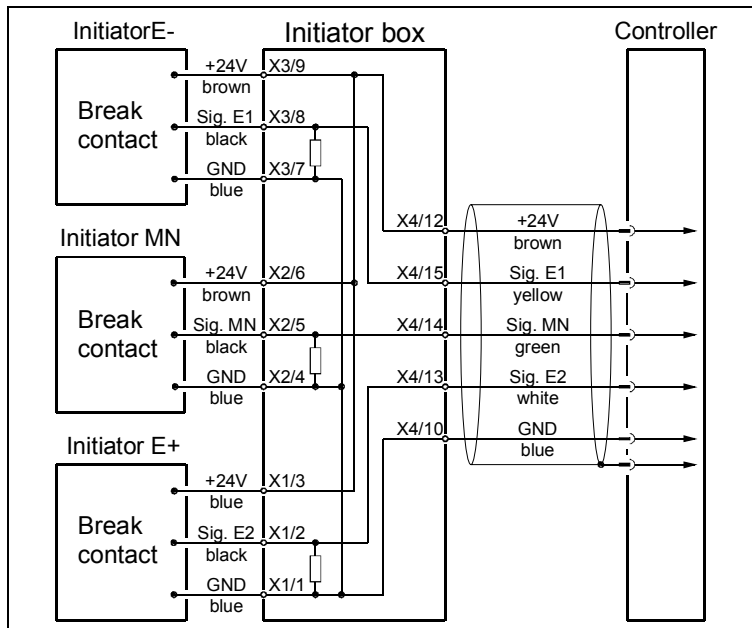 InitiatorE-
Initiator box
Controller
+24V
X3/9
brown
Break
contact
Sig. E1
X3/8
black
GND
X3/7
blue
X4/12
+24V
brown
Initiator MN
X4/15
Sig. E1
yellow
+24V
X2/6
brown
Break
contact
Sig. MN
X2/5
black
X4/14
Sig. MN
green
GND
X2/4
blue
X4/13
Sig. E2
white
X4/10
GND
blue
Initiator E+
+24V
X1/3
blue
Break
contact
Sig. E2
X1/2
black
GND
X1/1
blue